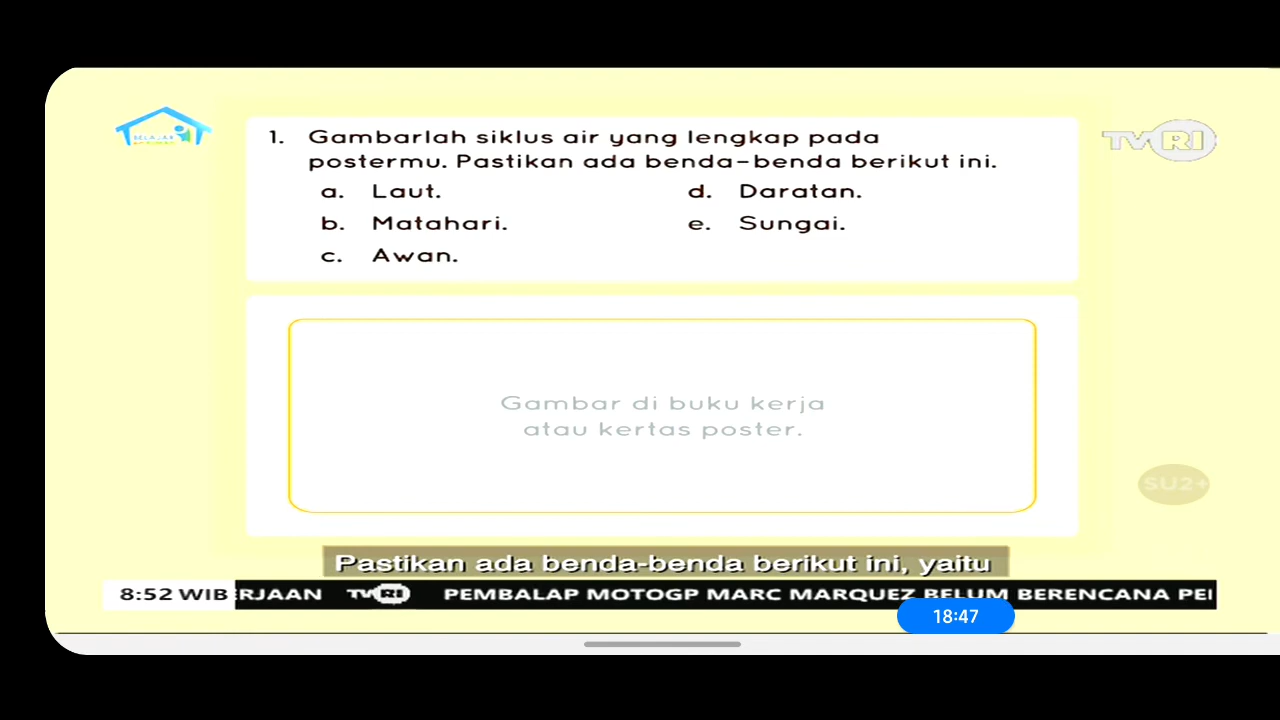 BELAJAR
TVRI
1. Gambarlah siklus air yang lengkap pada
postermu. Pastikan ada benda-benda berikut ini.
a. Laut.
d. Daratan.
b. Matahari.
e. Sungai.
c. Awan.
Gambar di buku kerja
atau kertas poster.
SU2+
Pastikan ada benda-benda berikut ini, yaitu
8:52 WIB RJAAN TVRI PEMBALAP MOTOGP MARC MARQUEZ BELUM BERENCANA PE
18:47